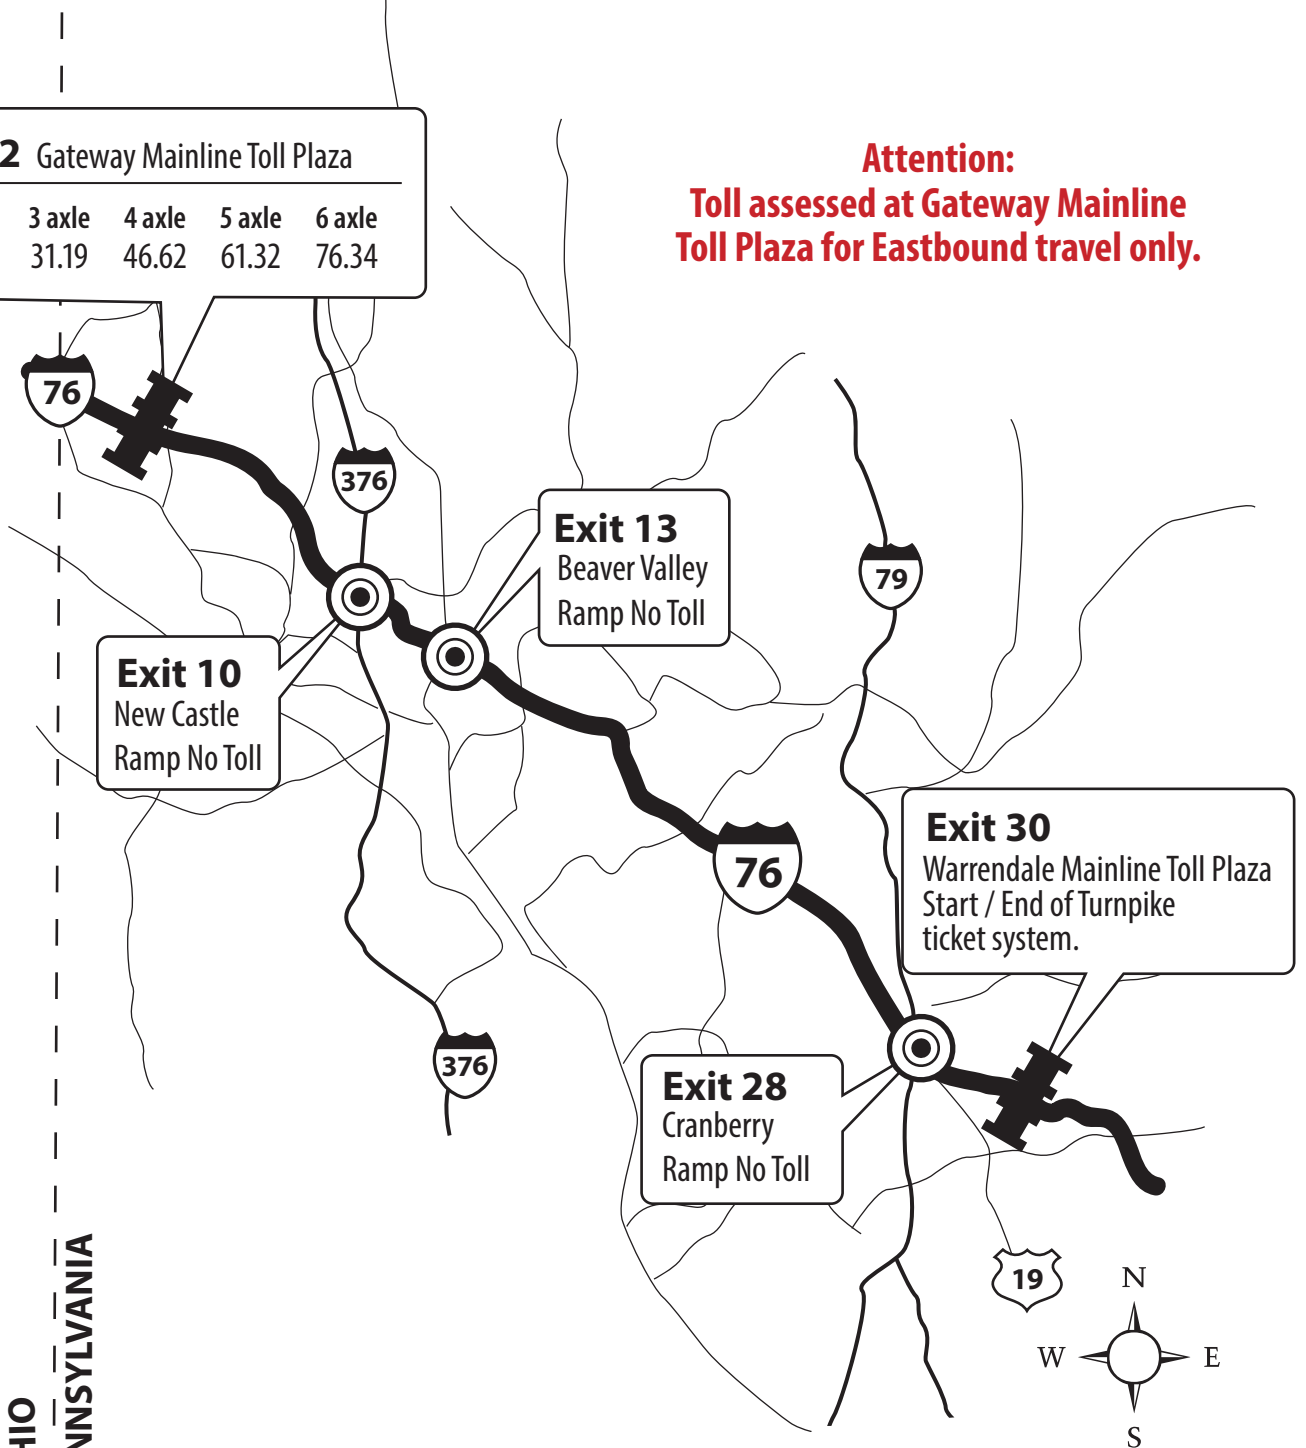 2 Gateway Mainline Toll Plaza
3 axle 4 axle 5 axle 6 axle
31.19 46.62 61.32 76.34
Attention:
Toll assessed at Gateway Mainline
Toll Plaza for Eastbound travel only.
76
376
Exit 13
Beaver Valley
Ramp No Toll
79
Exit 10
New Castle
Ramp No Toll
76
Exit 30
Warrendale Mainline Toll Plaza
Start / End of Turnpike
ticket system.
376
Exit 28
Cranberry
Ramp No Toll
19
N
W E
S
HIO
NNSYLVANIA